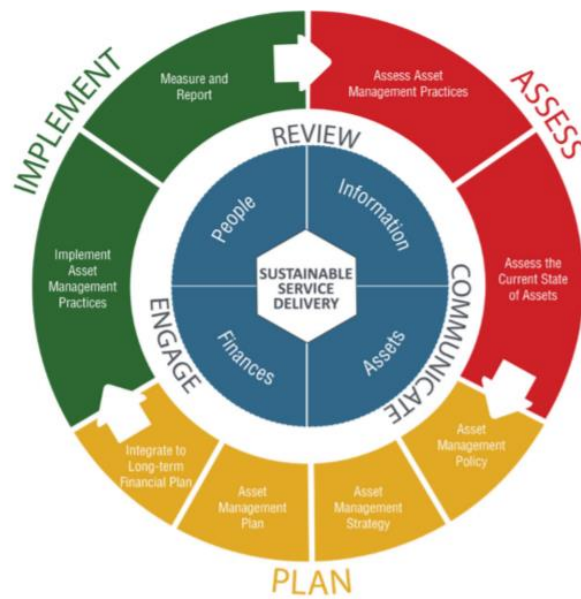 IMPLEMENT
Measure and
Report
Assess Asset
Management Practices
ASSESS
REVIEW
People
Information
Implement
Asset
Management
Practices
SUSTAINABLE
SERVICE
DELIVERY
Assess the
Current State
of Assets
ENGAGE
COMMUNICATE
Finances
Assets
Integrate to
Long-term
Financial Plan
Asset
Management
Plan
Asset
Management
Strategy
Asset
Management
Policy
PLAN